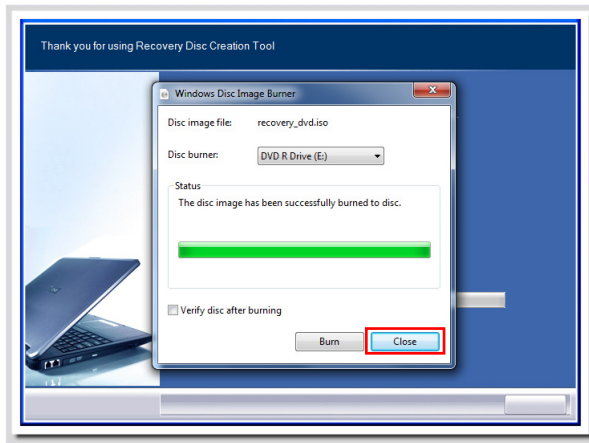 Thank you for using Recovery Disc Creation Tool
Windows Disc Image Burner
Disc image file: recovery_dvd.iso
Disc burner: DVD R Drive (E:)
Status
The disc image has been successfully burned to disc.
Verify disc after burning
Burn Close